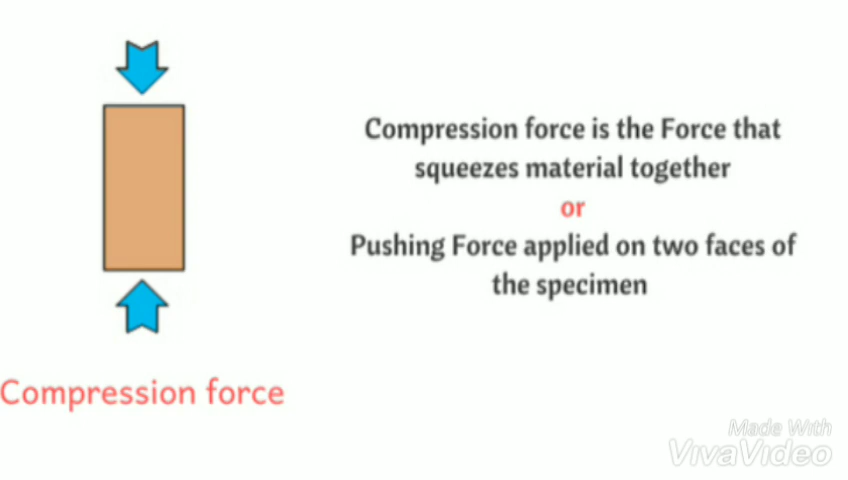 Compression force is the Force that
squeezes material together
or
Pushing Force applied on two faces of
the specimen
Compression force
Made With
VivaVideo